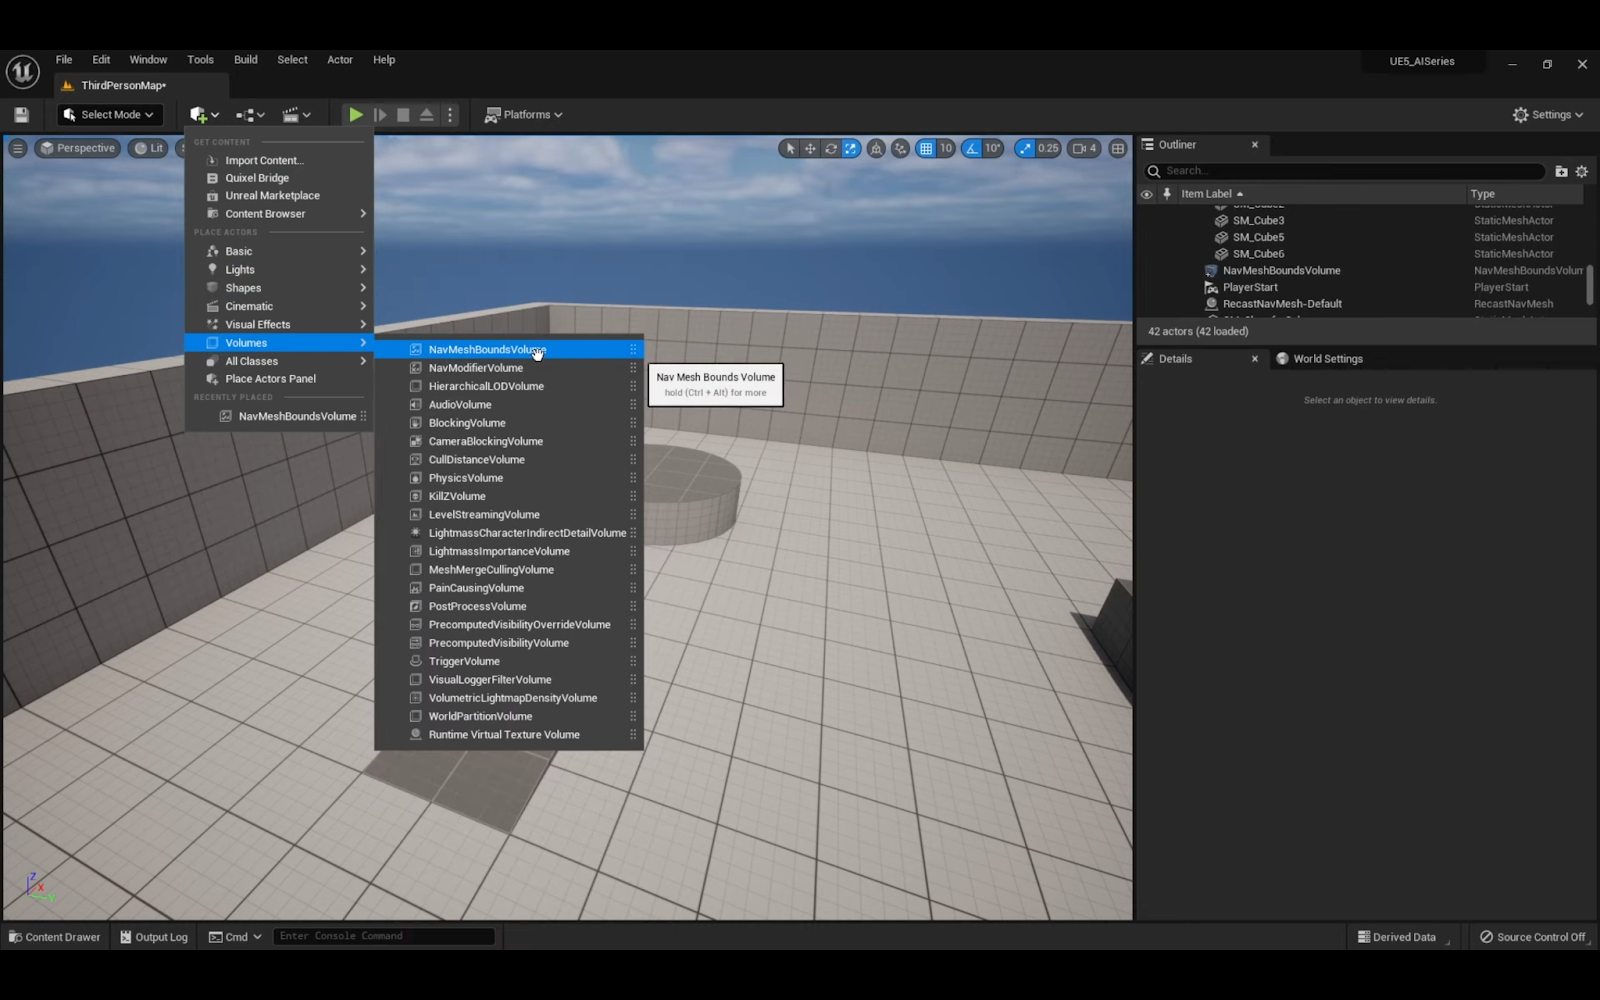 File Edit Window Tools Build Select Actor Help
UE5_AISeries
ThirdPersonMap*
Select Mode
Platforms
Settings
Perspective
Lit
10
10°
0.25
4
GET CONTENT
Import Content...
Quixel Bridge
Unreal Marketplace
Content Browser
PLACE ACTORS
Basic
Lights
Shapes
Cinematic
Visual Effects
Volumes
All Classes
Place Actors Panel
RECENTLY PLACED
NavMeshBoundsVolume
NavMeshBoundsVolume
NavModifierVolume
HierarchicalLODVolume
AudioVolume
BlockingVolume
CameraBlockingVolume
CullDistanceVolume
PhysicsVolume
KillZVolume
LevelStreamingVolume
LightmassCharacterIndirectDetailVolume
LightmassImportanceVolume
MeshMergeCullingVolume
PainCausingVolume
PostProcessVolume
PrecomputedVisibilityOverrideVolume
PrecomputedVisibilityVolume
TriggerVolume
VisualLoggerFilterVolume
VolumetricLightmapDensityVolume
WorldPartitionVolume
Runtime Virtual Texture Volume
Nav Mesh Bounds Volume
hold (Ctrl + Alt) for more
Outliner
Search...
Item Label Type
SM_Cube3 StaticMeshActor
SM_Cube5 StaticMeshActor
SM_Cube6 StaticMeshActor
NavMeshBoundsVolume NavMeshBoundsVolum
PlayerStart PlayerStart
RecastNavMesh-Default RecastNavMesh
42 actors (42 loaded)
Details
World Settings
Select an object to view details.
Z
X
Y
Content Drawer
Output Log
Cmd
Enter Console Command
Derived Data
Source Control Off